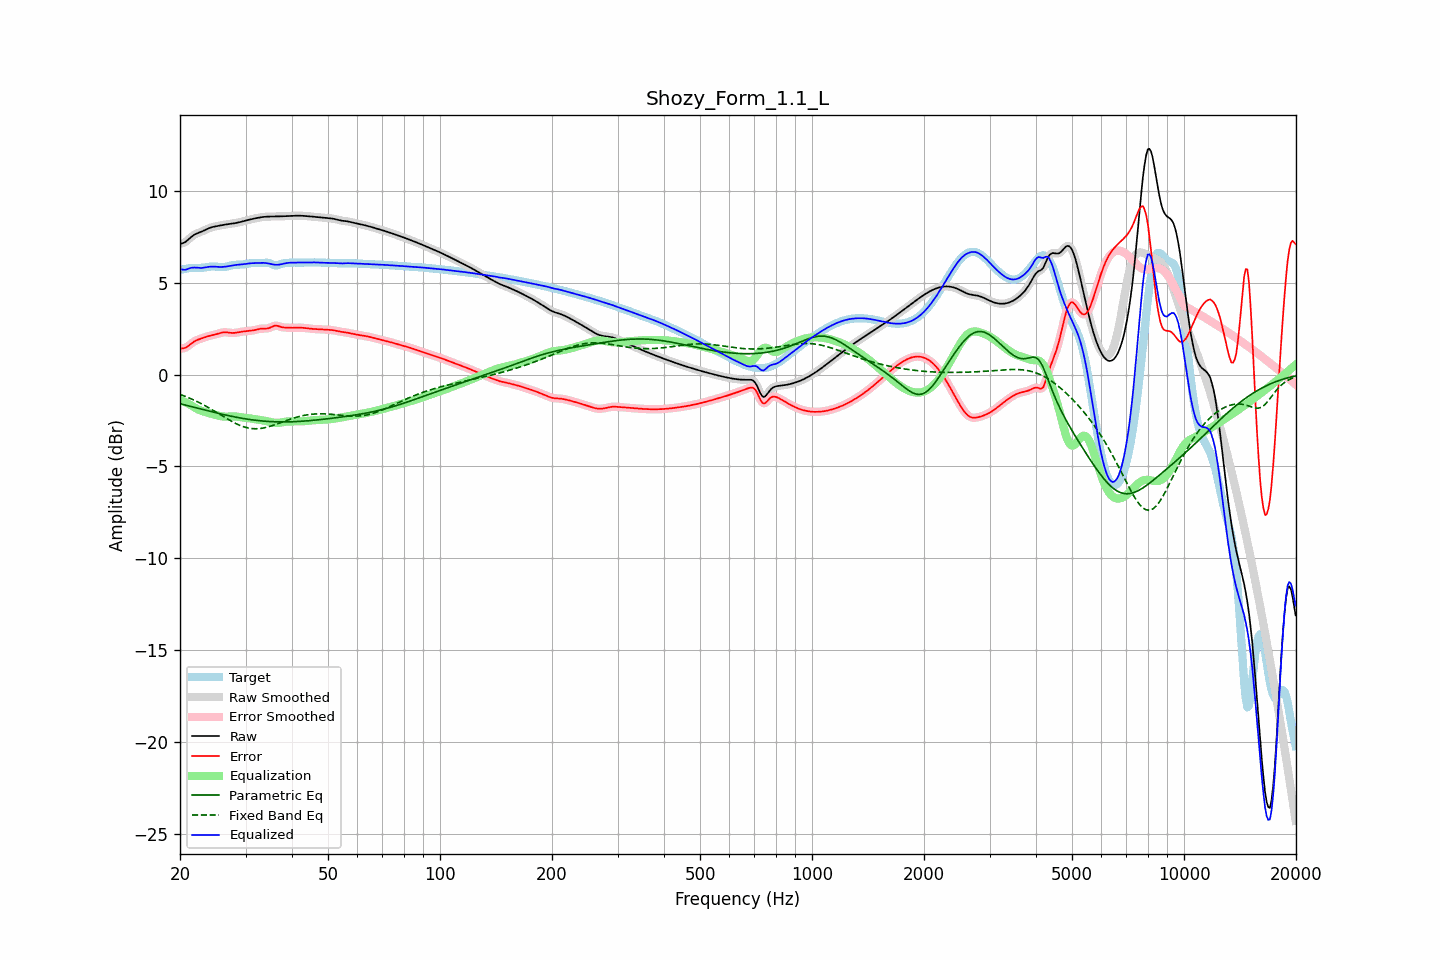 Shozy_Form_1.1_L
Amplitude (dBr)
10
5
0
−5
−10
−15
−20
−25
Target
Raw Smoothed
Error Smoothed
Raw
Error
Equalization
Parametric Eq
Fixed Band Eq
Equalized
20 50 100 200 500 1000 2000 5000 10000 20000
Frequency (Hz)